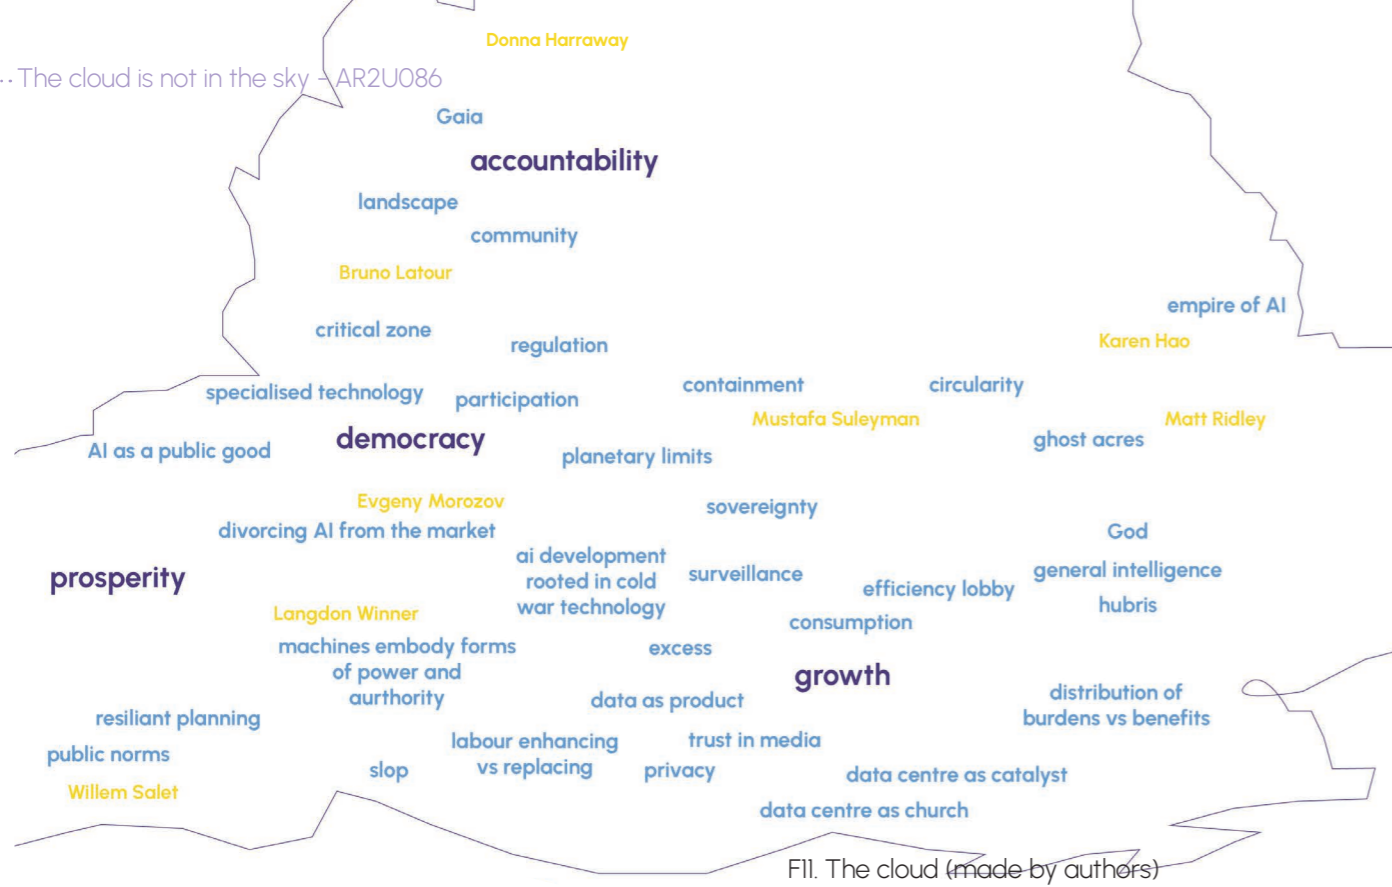 Donna Harraway
··The cloud is not in the sky - AR2U086
Gaia
accountability
landscape
community
Bruno Latour
empire of AI
critical zone
Karen Hao
regulation
containment
circularity
specialised technology
participation
Mustafa Suleyman
Matt Ridley
democracy
ghost acres
AI as a public good
planetary limits
Evgeny Morozov
sovereignty
divorcing AI from the market
God
ai development
rooted in cold
war technology
surveillance
general intelligence
prosperity
efficiency lobby
hubris
Langdon Winner
consumption
machines embody forms
of power and
aurthority
excess
growth
distribution of
burdens vs benefits
data as product
resiliant planning
labour enhancing
vs replacing
trust in media
public norms
slop
privacy
data centre as catalyst
Willem Salet
data centre as church
F11. The cloud (made by authors)